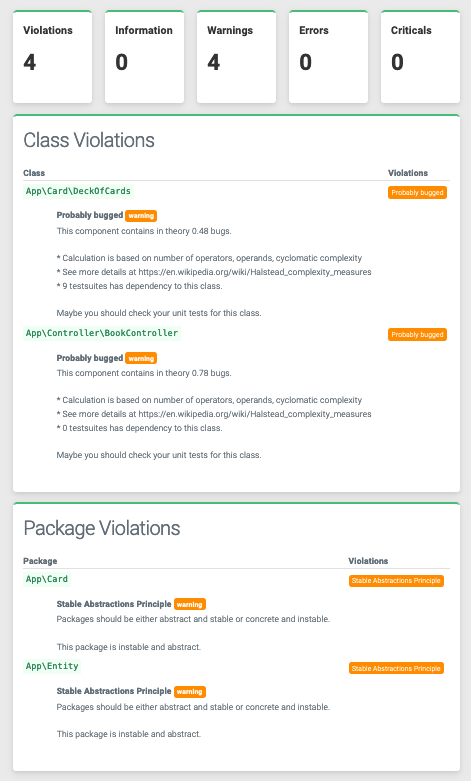 Violations
4
Information
0
Warnings
4
Errors
0
Criticals
0
Class Violations
Class Violations
App\Card\DeckOfCards Probably bugged
Probably bugged warning
This component contains in theory 0.48 bugs.
* Calculation is based on number of operators, operands, cyclomatic complexity
* See more details at https://en.wikipedia.org/wiki/Halstead_complexity_measures
* 9 testsuites has dependency to this class.
Maybe you should check your unit tests for this class.
App\Controller\BookController Probably bugged
Probably bugged warning
This component contains in theory 0.78 bugs.
* Calculation is based on number of operators, operands, cyclomatic complexity
* See more details at https://en.wikipedia.org/wiki/Halstead_complexity_measures
* 0 testsuites has dependency to this class.
Maybe you should check your unit tests for this class.
Package Violations
Package Violations
App\Card Stable Abstractions Principle
Stable Abstractions Principle warning
Packages should be either abstract and stable or concrete and instable.
This package is instable and abstract.
App\Entity Stable Abstractions Principle
Stable Abstractions Principle warning
Packages should be either abstract and stable or concrete and instable.
This package is instable and abstract.